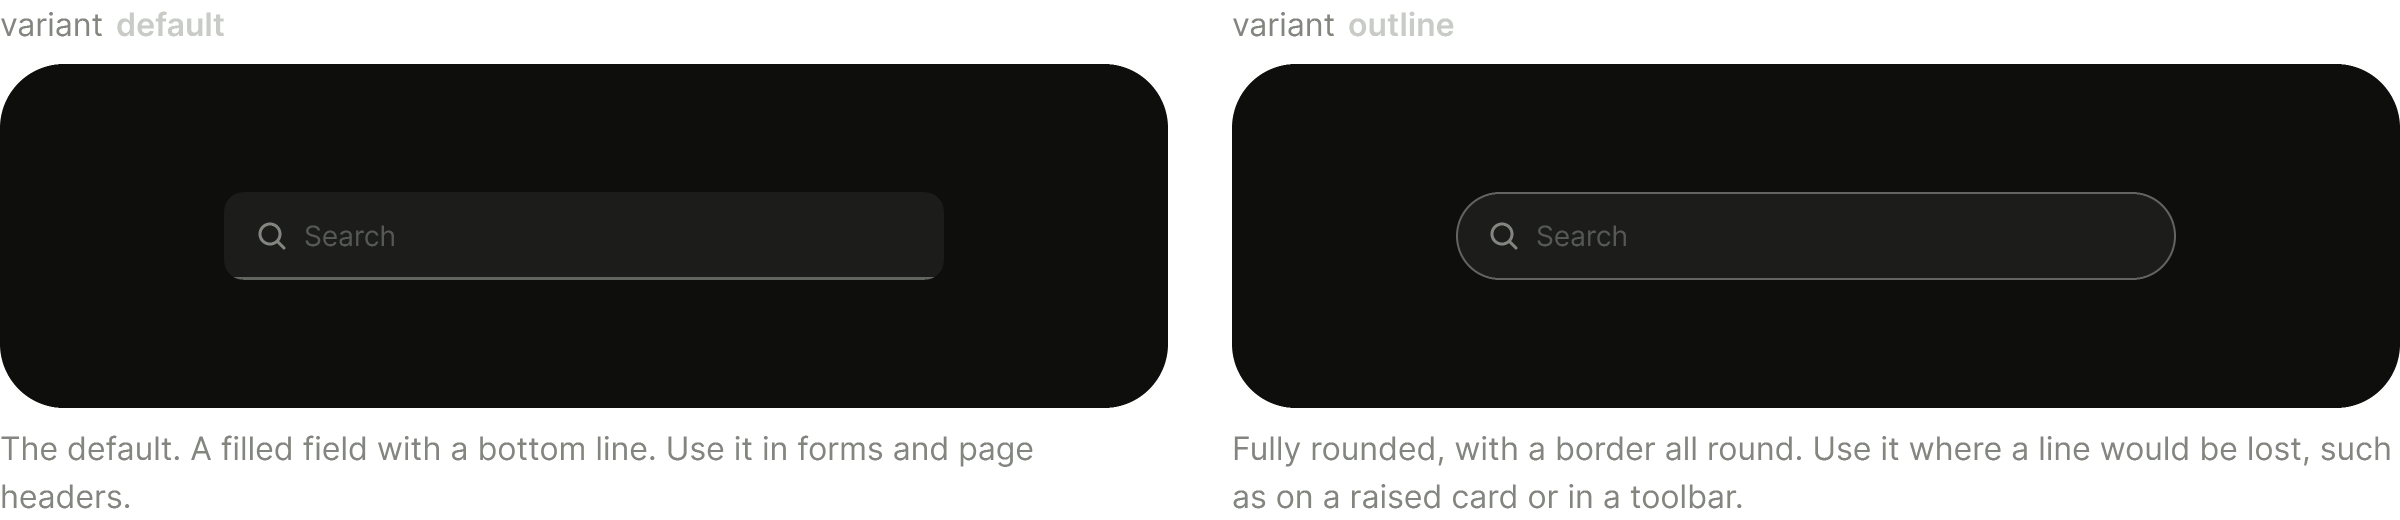 variant default
Search
The default. A filled field with a bottom line. Use it in forms and page
headers.
variant outline
Search
Fully rounded, with a border all round. Use it where a line would be lost, such
as on a raised card or in a toolbar.